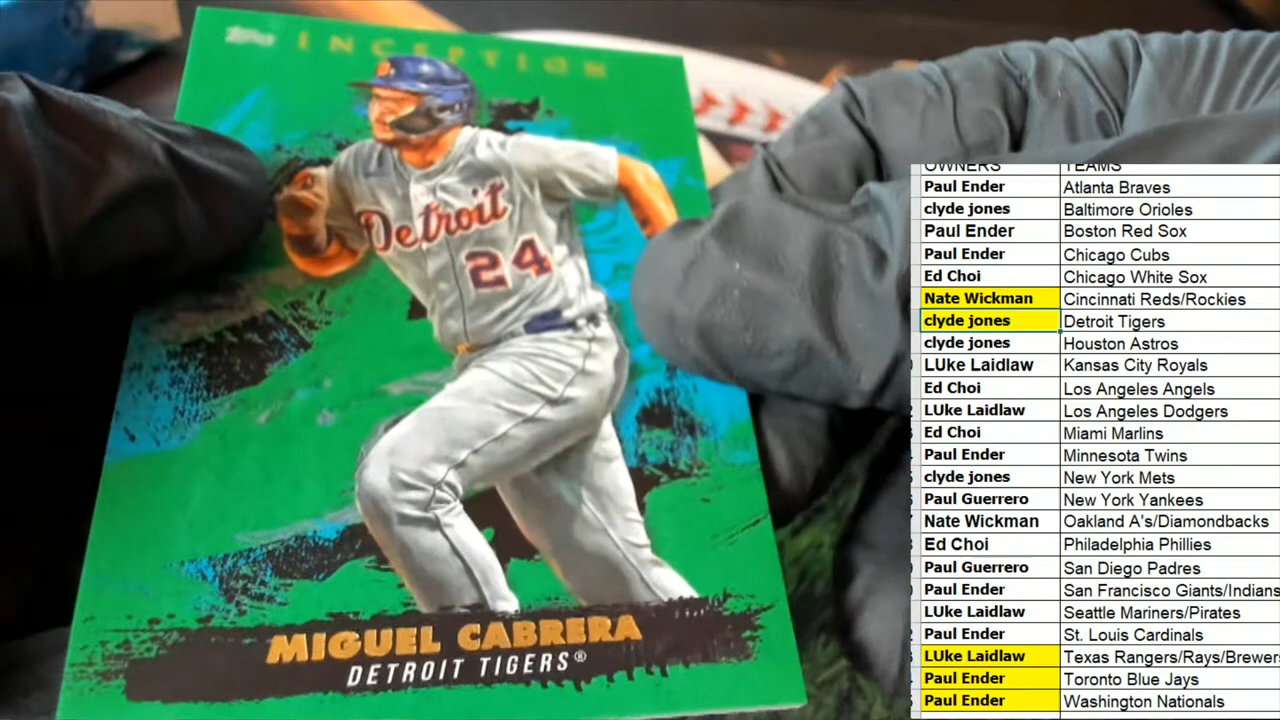 Topps INCEPTION
Detroit
24
MIGUEL CABRERA
DETROIT TIGERS®
OWNERS TEAMS
Paul Ender Atlanta Braves
clyde jones Baltimore Orioles
Paul Ender Boston Red Sox
Paul Ender Chicago Cubs
Ed Choi Chicago White Sox
Nate Wickman Cincinnati Reds/Rockies
clyde jones Detroit Tigers
clyde jones Houston Astros
LUke Laidlaw Kansas City Royals
Ed Choi Los Angeles Angels
LUke Laidlaw Los Angeles Dodgers
Ed Choi Miami Marlins
Paul Ender Minnesota Twins
clyde jones New York Mets
Paul Guerrero New York Yankees
Nate Wickman Oakland A's/Diamondbacks
Ed Choi Philadelphia Phillies
Paul Guerrero San Diego Padres
Paul Ender San Francisco Giants/Indians
LUke Laidlaw Seattle Mariners/Pirates
Paul Ender St. Louis Cardinals
LUke Laidlaw Texas Rangers/Rays/Brewers
Paul Ender Toronto Blue Jays
Paul Ender Washington Nationals